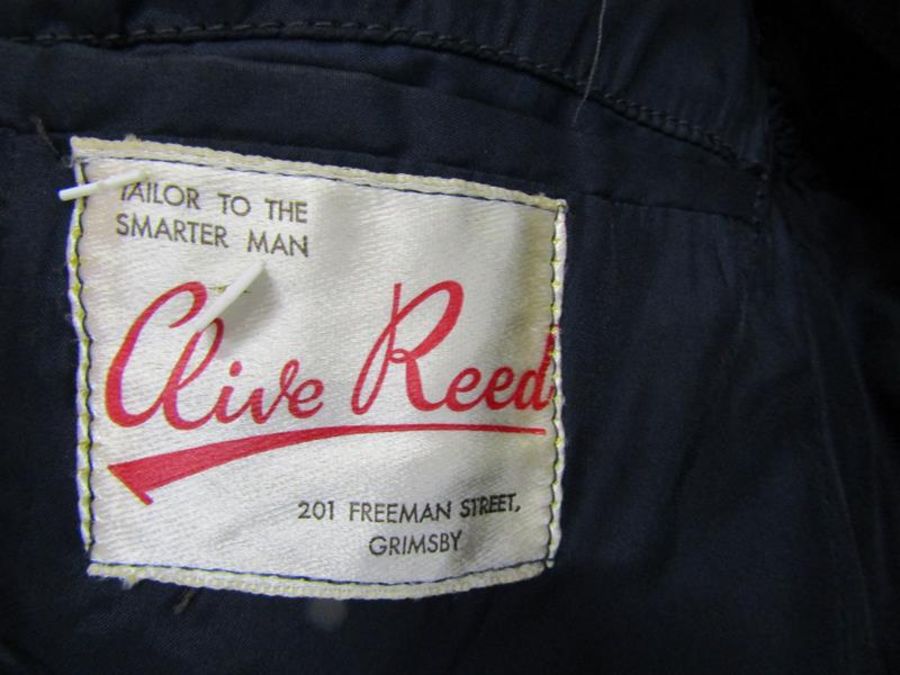 TAILOR TO THE
SMARTER MAN
Clive Reed
201 FREEMAN STREET,
GRIMSBY